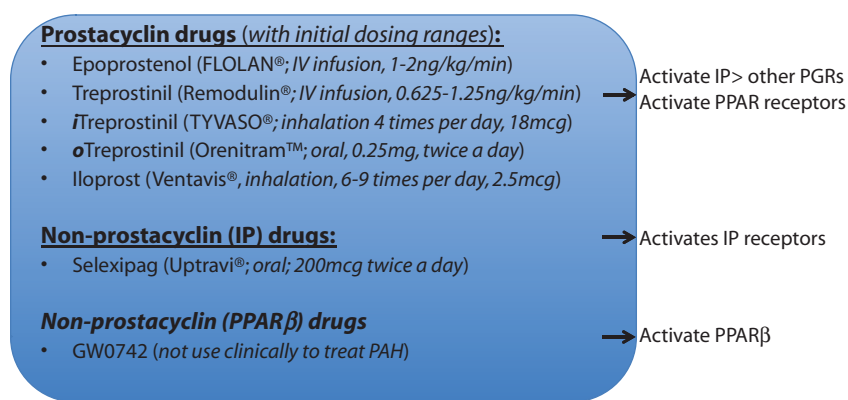 Prostacyclin drugs (with initial dosing ranges):
• Epoprostenol (FLOLAN®; IV infusion, 1-2ng/kg/min)
• Treprostinil (Remodulin®; IV infusion, 0.625-1.25ng/kg/min)
• iTreprostinil (TYVASO®; inhalation 4 times per day, 18mcg)
• oTreprostinil (Orenitram™; oral, 0.25mg, twice a day)
• Iloprost (Ventavis®, inhalation, 6-9 times per day, 2.5mcg)
Activate IP> other PGRs
Activate PPAR receptors
Non-prostacyclin (IP) drugs:
• Selexipag (Uptravi®; oral; 200mcg twice a day)
Activates IP receptors
Non-prostacyclin (PPARβ) drugs
• GW0742 (not use clinically to treat PAH)
Activate PPARβ